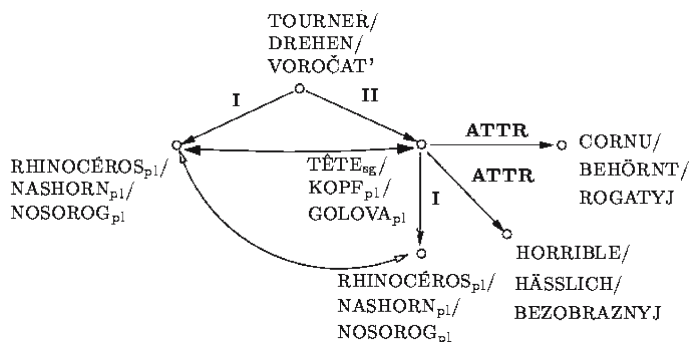 TOURNER/
DREHEN/
VOROČAT’
I
II
ATTR
CORNU/
BEHÖRNT/
ROGATYJ
RHINOCÉROSpl/
NASHORNpl/
NOSOROGpl
TÊTEsg/
KOPFpl/
GOLOVApl
I
ATTR
HORRIBLE/
HÄSSLICH/
BEZOBRAZNYJ
RHINOCÉROSpl/
NASHORNpl/
NOSOROGpl